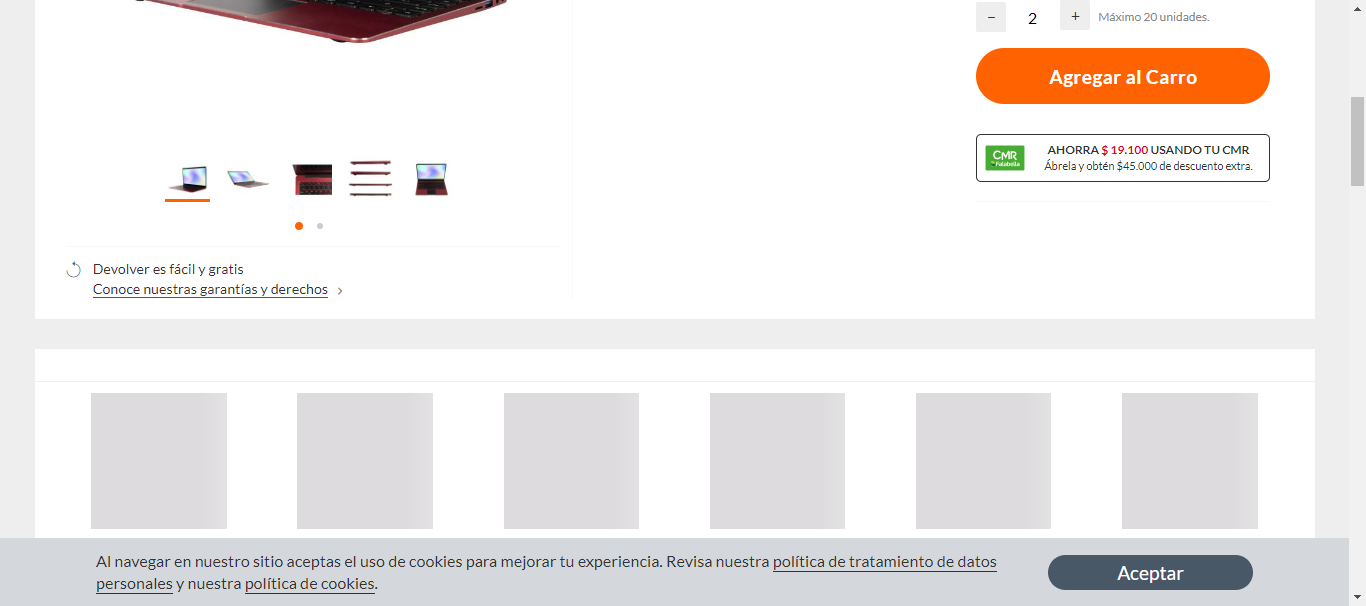 − 2 + Máximo 20 unidades.
Agregar al Carro
CMR
Falabella
AHORRA $ 19.100 USANDO TU CMR
Ábrela y obtén $45.000 de descuento extra.
Devolver es fácil y gratis
Conoce nuestras garantías y derechos
Al navegar en nuestro sitio aceptas el uso de cookies para mejorar tu experiencia. Revisa nuestra política de tratamiento de datos
personales y nuestra política de cookies.
Aceptar